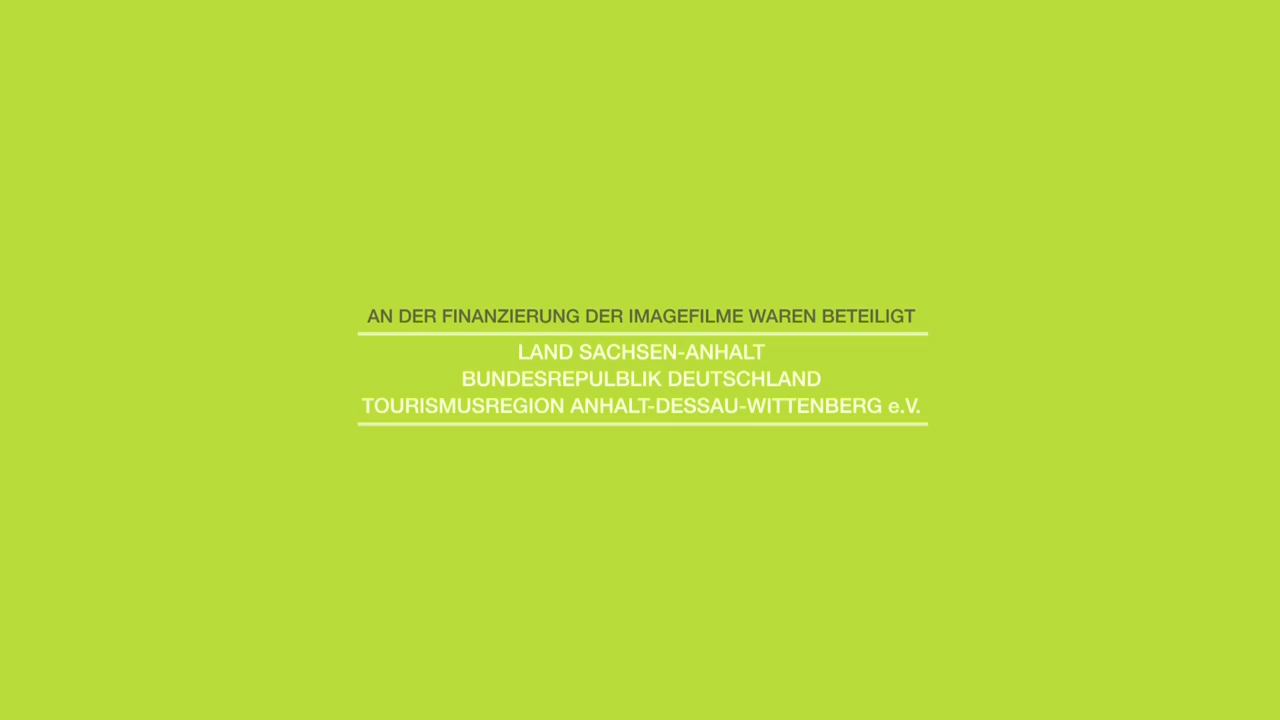 AN DER FINANZIERUNG DER IMAGEFILME WAREN BETEILIGT
LAND SACHSEN-ANHALT
BUNDESREPULBLIK DEUTSCHLAND
TOURISMUSREGION ANHALT-DESSAU-WITTENBERG e.V.